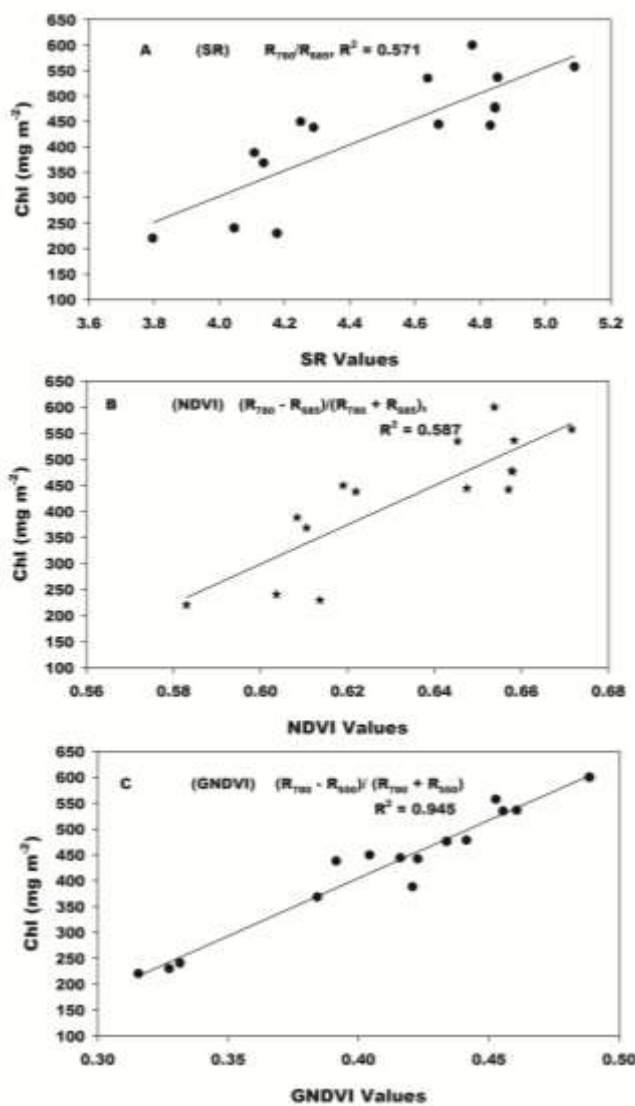 650
600
550
500
450
400
350
300
250
200
150
100
Chl (mg m⁻²)
A (SR) R₇₈₀/R₆₈₅, R² = 0.571
3.6 3.8 4.0 4.2 4.4 4.6 4.8 5.0 5.2
SR Values
650
600
550
500
450
400
350
300
250
200
150
100
Chl (mg m⁻²)
B (NDVI) (R₇₈₀ - R₆₈₅)/(R₇₈₀ + R₆₈₅),
R² = 0.587
0.56 0.58 0.60 0.62 0.64 0.66 0.68
NDVI Values
650
600
550
500
450
400
350
300
250
200
150
100
Chl (mg m⁻²)
C (GNDVI) (R₇₈₀ - R₅₅₀)/ (R₇₈₀ + R₅₅₀)
R² = 0.945
0.30 0.35 0.40 0.45 0.50
GNDVI Values